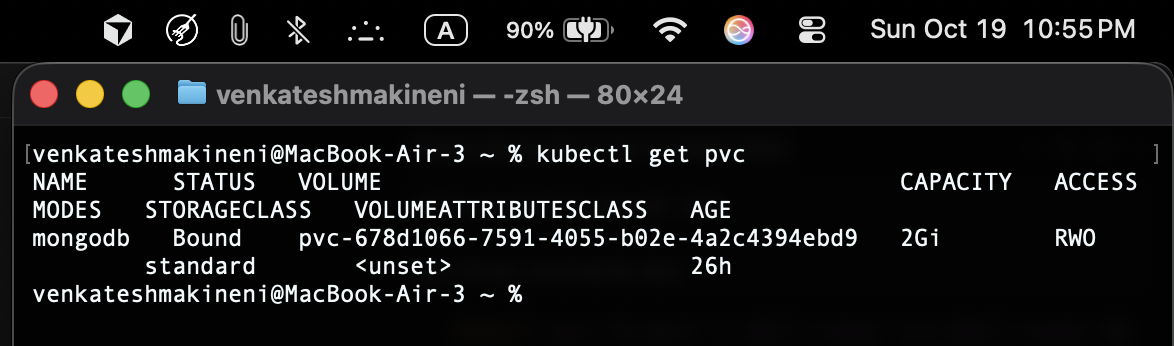 A 90% Sun Oct 19 10:55 PM
venkateshmakineni — -zsh — 80×24
[venkateshmakineni@MacBook-Air-3 ~ % kubectl get pvc ]
NAME STATUS VOLUME CAPACITY ACCESS
MODES STORAGECLASS VOLUMEATTRIBUTESCLASS AGE
mongodb Bound pvc-678d1066-7591-4055-b02e-4a2c4394ebd9 2Gi RWO
standard <unset> 26h
venkateshmakineni@MacBook-Air-3 ~ %